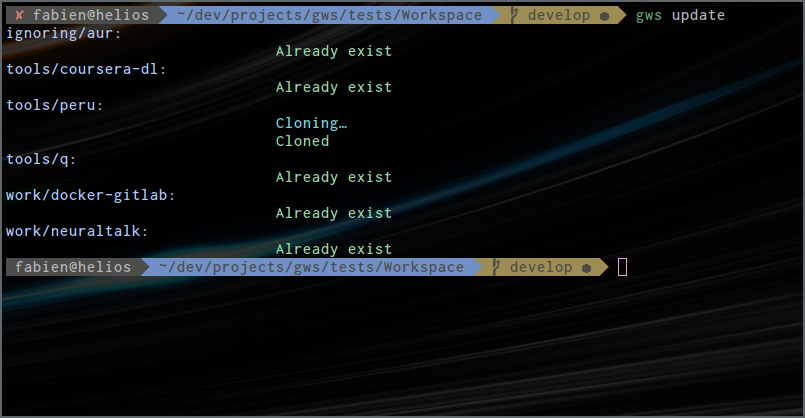 ✘ fabien@helios ~/dev/projects/gws/tests/Workspace develop ● gws update
ignoring/aur:
Already exist
tools/coursera-dl:
Already exist
tools/peru:
Cloning…
Cloned
tools/q:
Already exist
work/docker-gitlab:
Already exist
work/neuraltalk:
Already exist
fabien@helios ~/dev/projects/gws/tests/Workspace develop ●